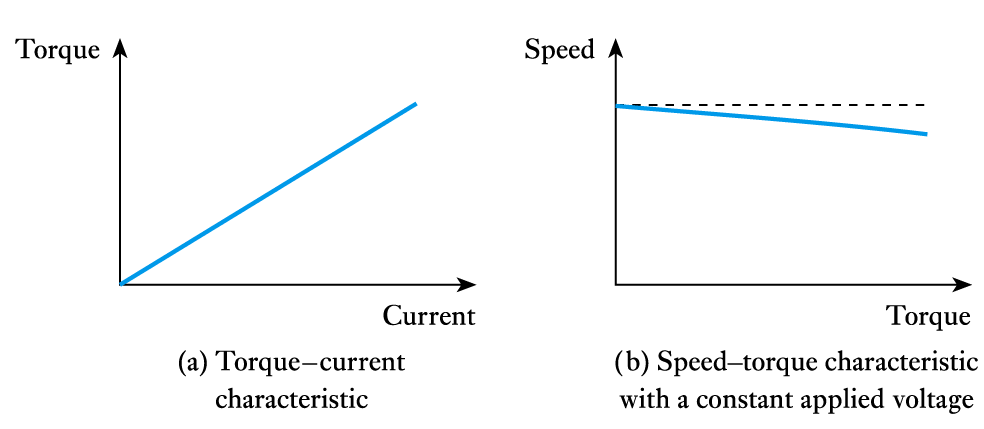 Torque
Current
(a) Torque–current
characteristic
Speed
Torque
(b) Speed–torque characteristic
with a constant applied voltage